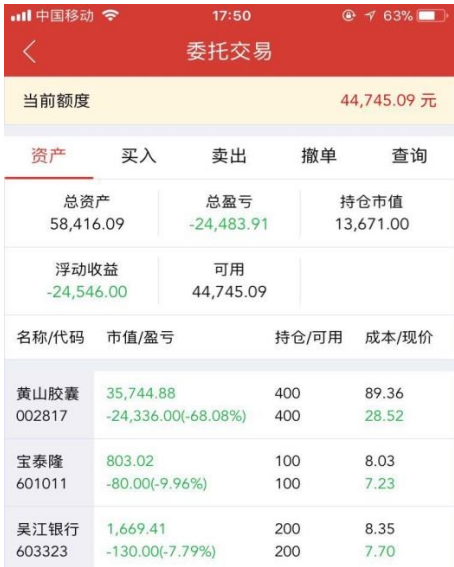 中国移动 17:50 63%
委托交易
当前额度 44,745.09 元
资产 买入 卖出 撤单 查询
总资产 总盈亏 持仓市值
58,416.09 -24,483.91 13,671.00
浮动收益 可用
-24,546.00 44,745.09
名称/代码 市值/盈亏 持仓/可用 成本/现价
黄山胶囊 35,744.88 400 89.36
002817 -24,336.00(-68.08%) 400 28.52
宝泰隆 803.02 100 8.03
601011 -80.00(-9.96%) 100 7.23
吴江银行 1,669.41 200 8.35
603323 -130.00(-7.79%) 200 7.70